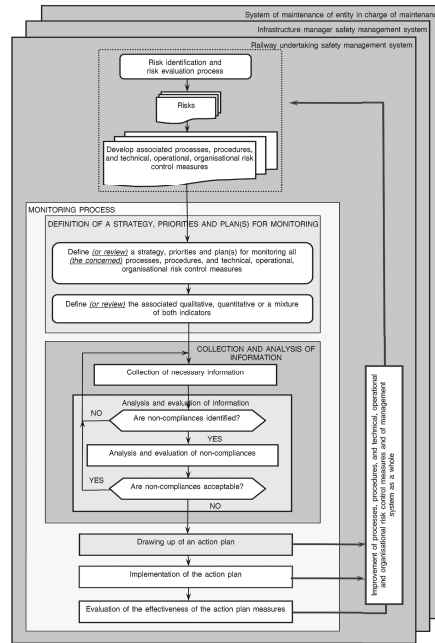 System of maintenance of entity in charge of maintenance
Infrastructure manager safety management system
Railway undertaking safety management system
Risk identification and
risk evaluation process
Risks
Develop associated processes, procedures,
and technical, operational, organisational risk
control measures
MONITORING PROCESS
DEFINITION OF A STRATEGY, PRIORITIES AND PLAN(S) FOR MONITORING
Define (or review) a strategy, priorities and plan(s) for monitoring all
(the concerned) processes, procedures, and technical, operational,
organisational risk control measures
Define (or review) the associated qualitative, quantitative or a mixture
of both indicators
COLLECTION AND ANALYSIS OF
INFORMATION
Collection of necessary information
Analysis and evaluation of information
NO
Are non-compliances identified?
YES
Analysis and evaluation of non-compliances
YES
Are non-compliances acceptable?
NO
Drawing up of an action plan
Implementation of the action plan
Evaluation of the effectiveness of the action plan measures
Improvement of processes, procedures, and technical, operational
and organisational risk control measures and of management
system as a whole